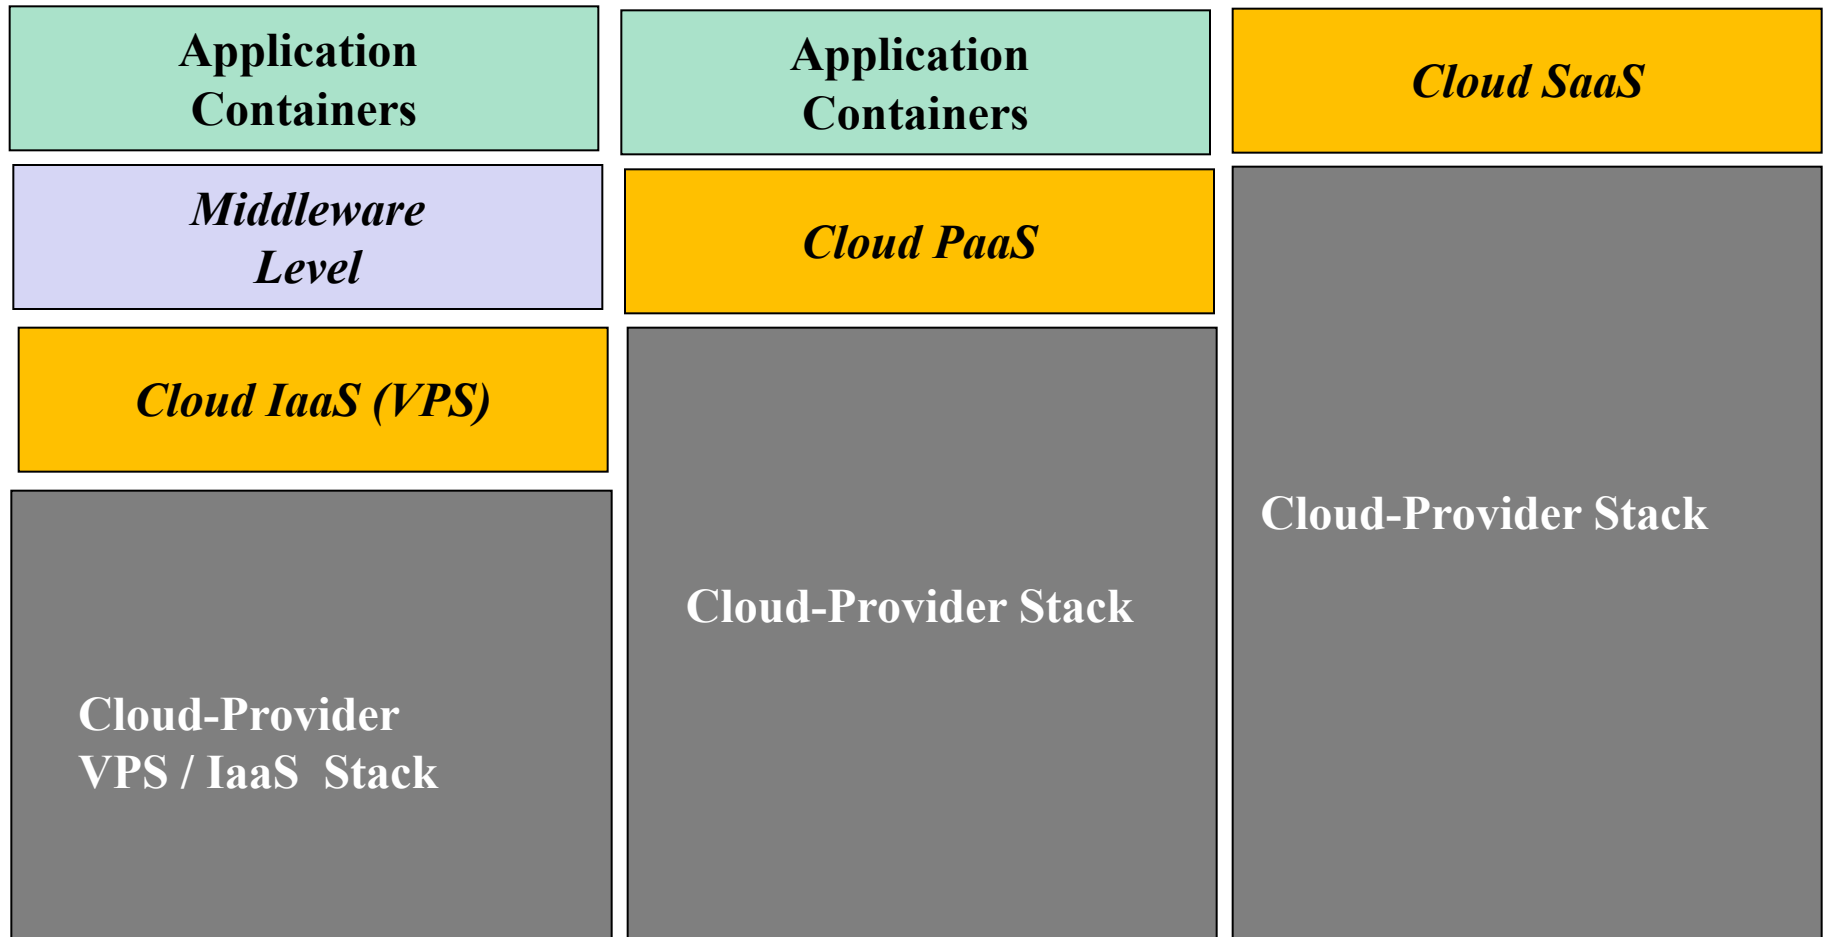 Application
Containers
Middleware
Level
Cloud IaaS (VPS)
Cloud-Provider
VPS / IaaS  Stack
Application
Containers
Cloud PaaS
Cloud-Provider Stack
Cloud SaaS
Cloud-Provider Stack